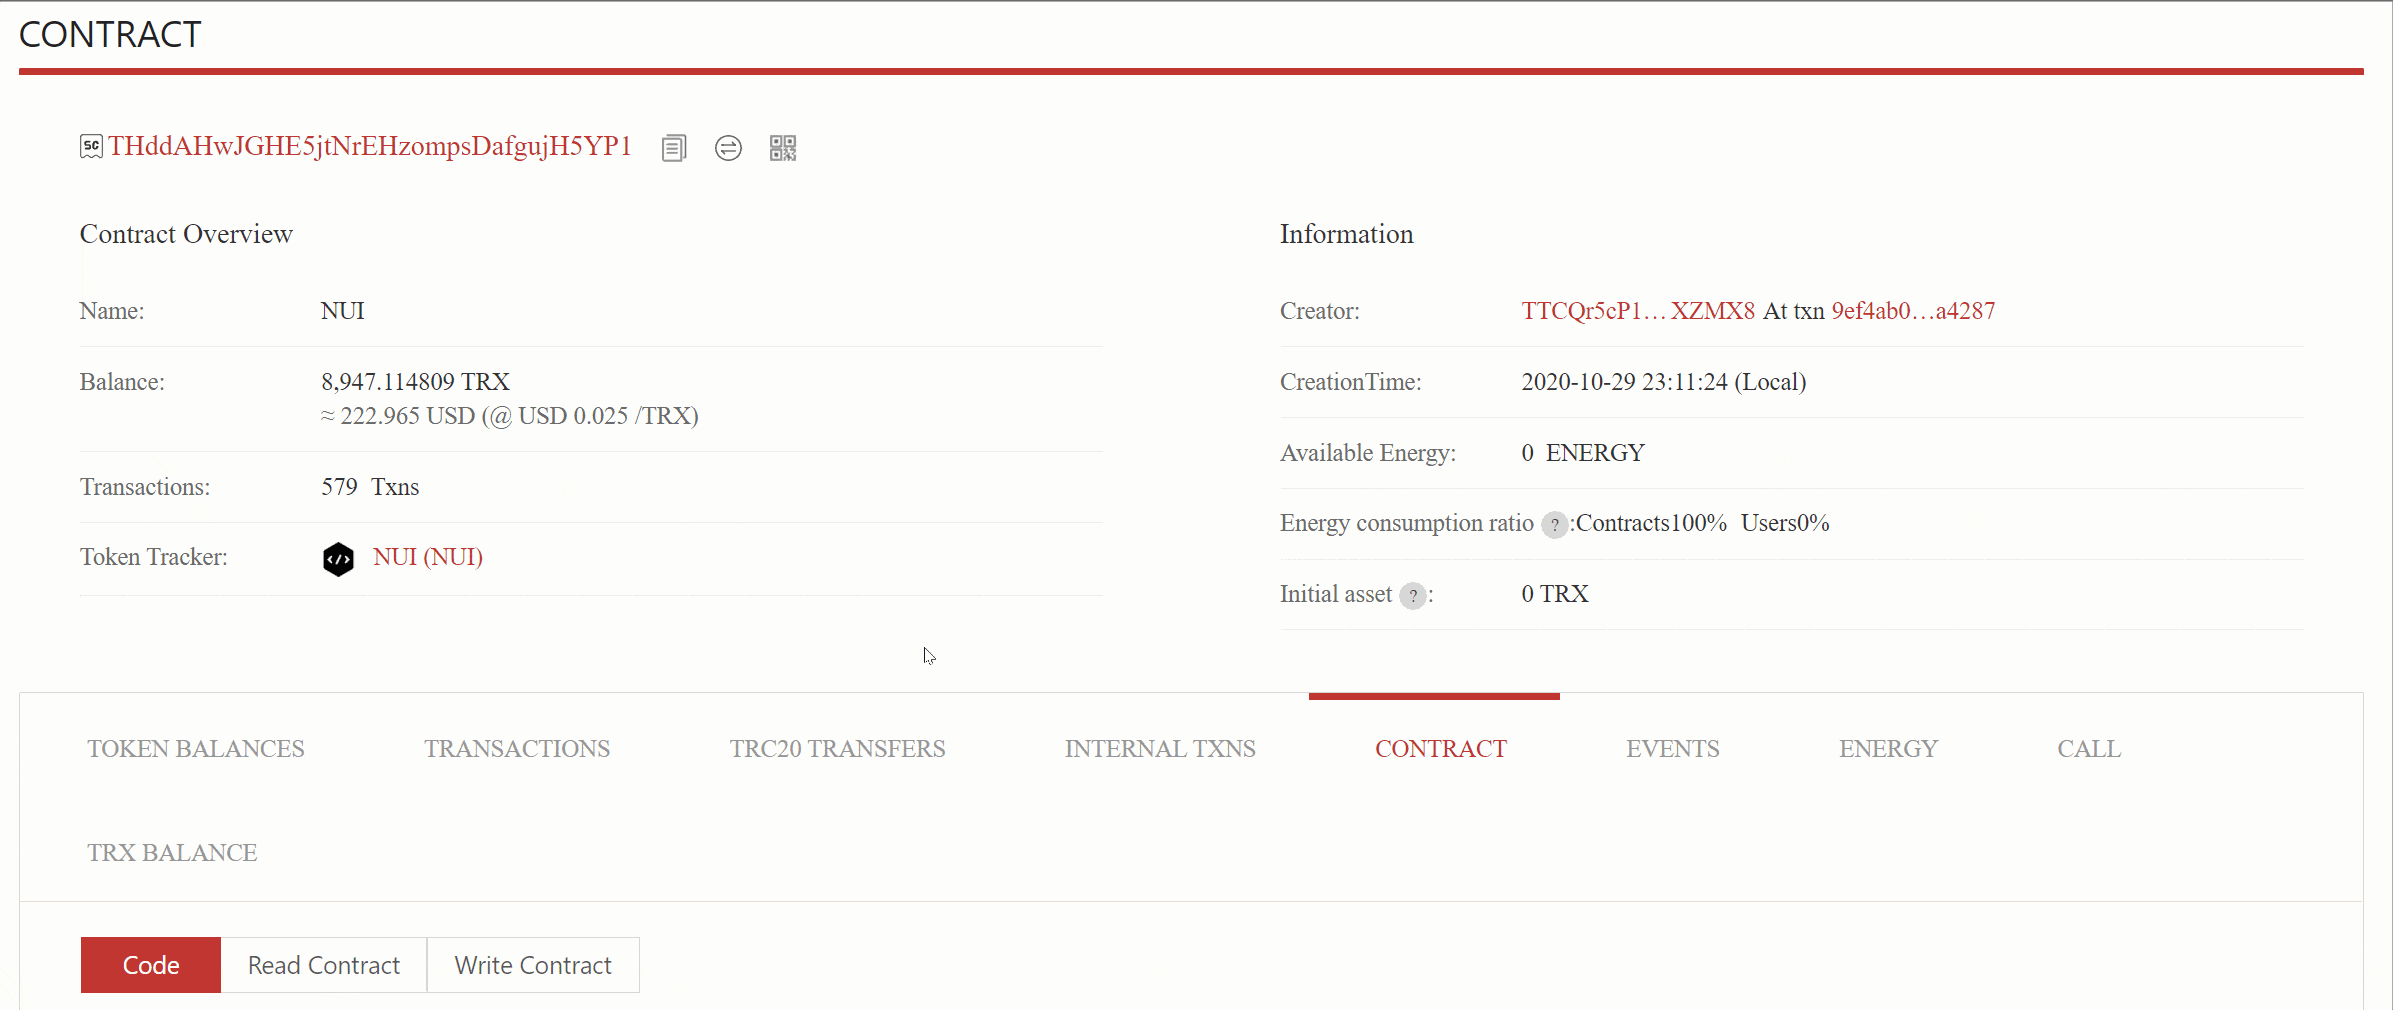 CONTRACT
SC THddAHwJGHE5jtNrEHzompsDafgujH5YP1
Contract Overview
Name: NUI
Balance: 8,947.114809 TRX
≈ 222.965 USD (@ USD 0.025 /TRX)
Transactions: 579 Txns
Token Tracker: </> NUI (NUI)
Information
Creator: TTCQr5cP1…XZMX8 At txn 9ef4ab0…a4287
CreationTime: 2020-10-29 23:11:24 (Local)
Available Energy: 0 ENERGY
Energy consumption ratio ? :Contracts100% Users0%
Initial asset ? : 0 TRX
TOKEN BALANCES TRANSACTIONS TRC20 TRANSFERS INTERNAL TXNS CONTRACT EVENTS ENERGY CALL
TRX BALANCE
Code Read Contract Write Contract